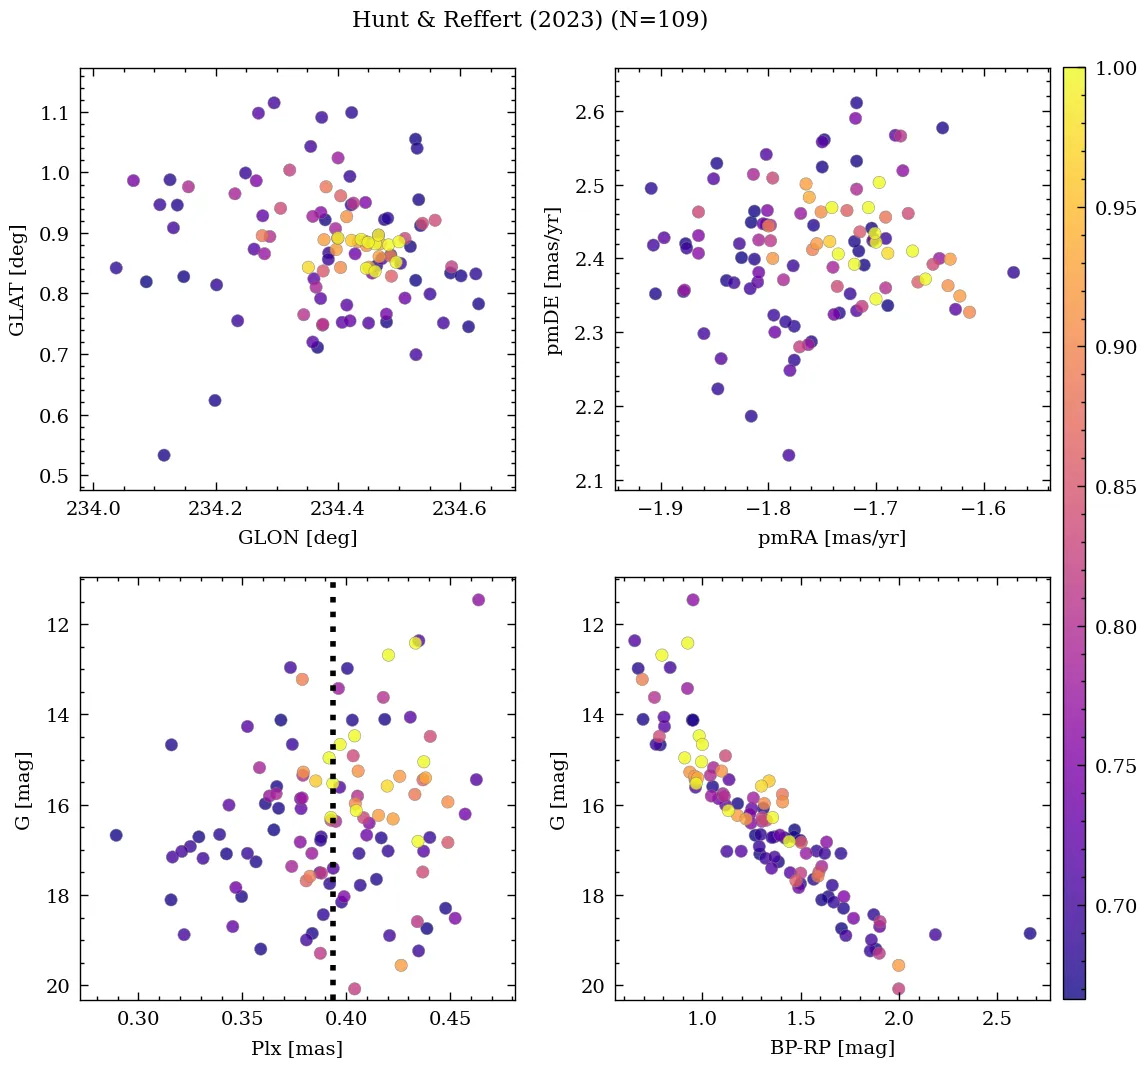 Hunt & Reffert (2023) (N=109)
1.1
1.0
0.9
0.8
0.7
0.6
0.5
GLAT [deg]
234.0 234.2 234.4 234.6
GLON [deg]
2.6
2.5
2.4
2.3
2.2
2.1
pmDE [mas/yr]
−1.9 −1.8 −1.7 −1.6
pmRA [mas/yr]
12
14
16
18
20
G [mag]
0.30 0.35 0.40 0.45
Plx [mas]
12
14
16
18
20
G [mag]
1.0 1.5 2.0 2.5
BP-RP [mag]
1.00
0.95
0.90
0.85
0.80
0.75
0.70